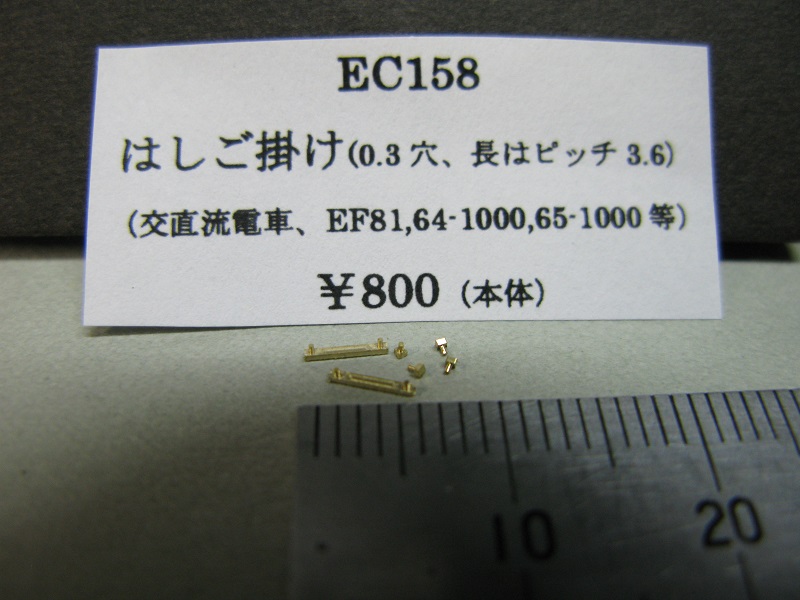 EC158
はしご掛け(0.3穴、長はピッチ3.6)
(交直流電車、EF81,64-1000,65-1000等)
￥800(本体)
10 20